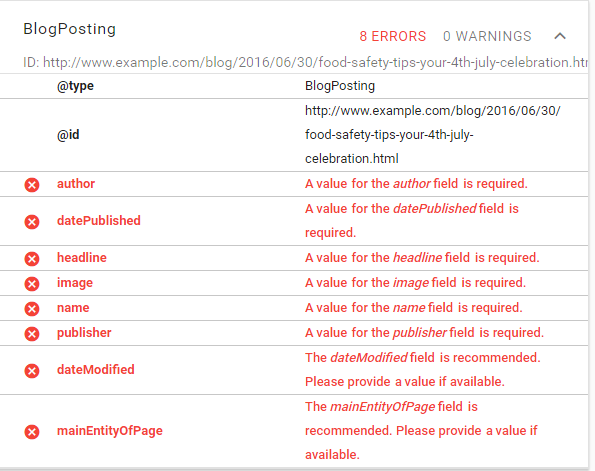 BlogPosting
8 ERRORS 0 WARNINGS
ID: http://www.example.com/blog/2016/06/30/food-safety-tips-your-4th-july-celebration.htm
@type BlogPosting
http://www.example.com/blog/2016/06/30/
@id food-safety-tips-your-4th-july-
celebration.html
author A value for the author field is required.
A value for the datePublished field is
datePublished
required.
headline A value for the headline field is required.
image A value for the image field is required.
name A value for the name field is required.
publisher A value for the publisher field is required.
The dateModified field is recommended.
dateModified
Please provide a value if available.
The mainEntityOfPage field is
mainEntityOfPage recommended. Please provide a value if
available.